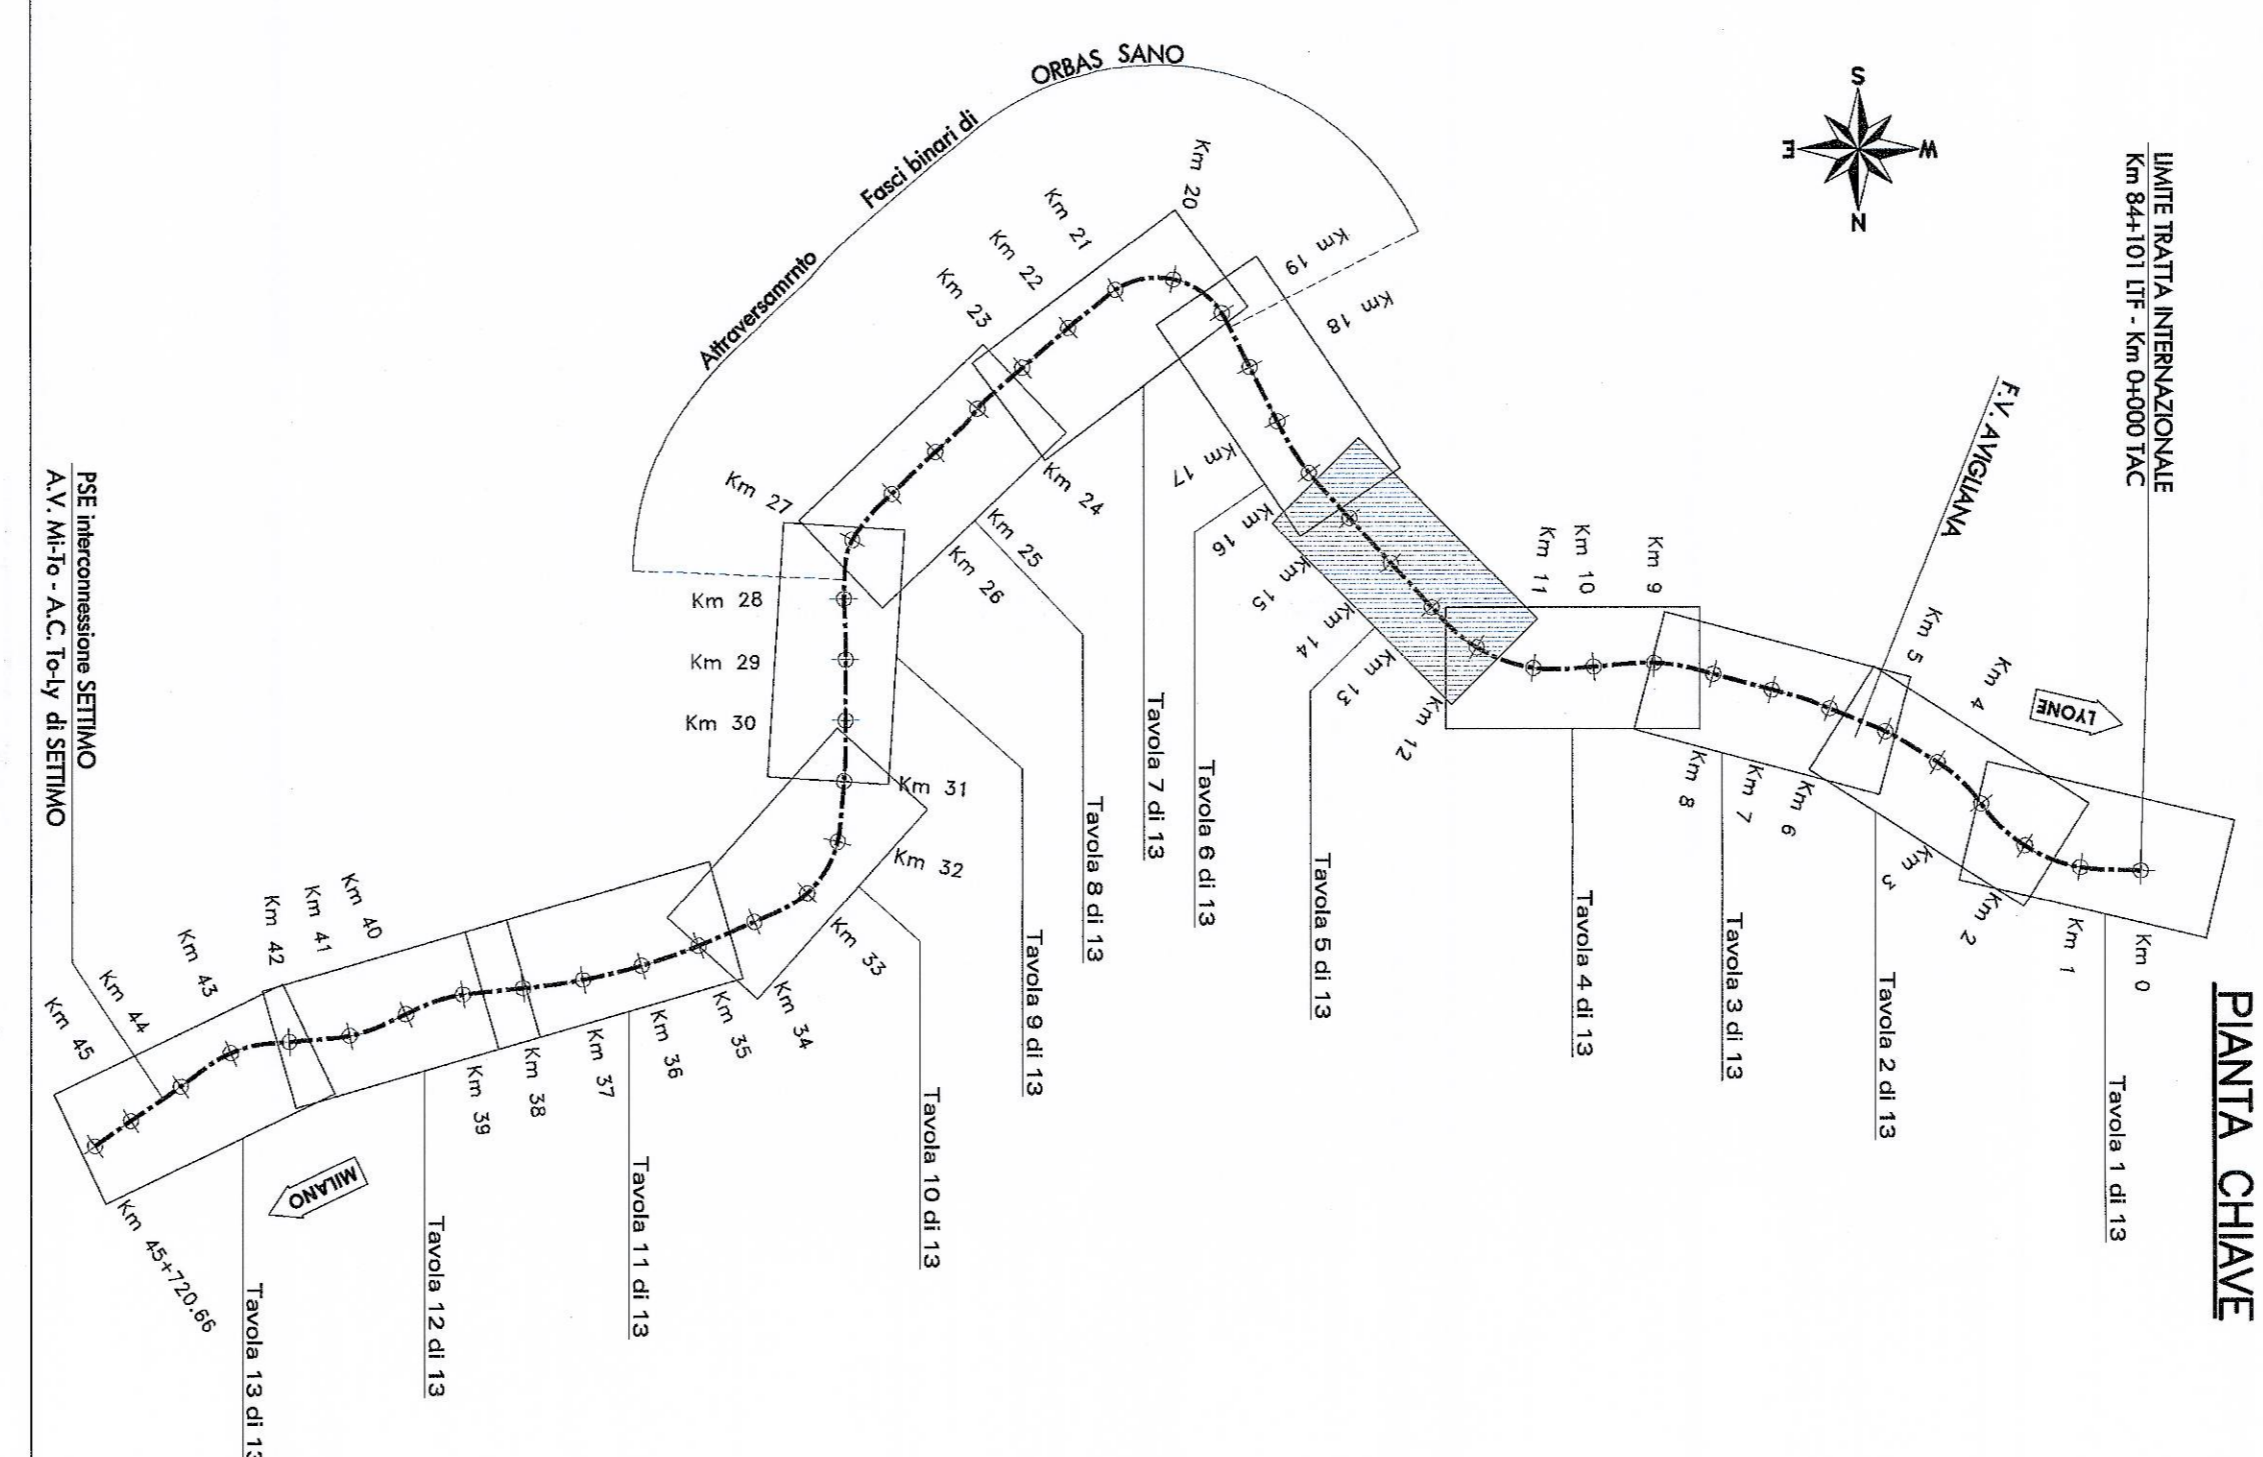 PIANTA CHIAVE
LIMITE TRATTA INTERNAZIONALE
Km 84+101 LTF - Km 0+000 TAC
S
W
E
N
LYONE
F.V. AVIGLIANA
ORBAS SANO
Fasci binari di
Attraversamrnto
Km 0
Km 1
Km 2
Km 3
Km 4
Km 5
Km 6
Km 7
Km 8
Km 9
Km 10
Km 11
Km 12
Km 13
Km 14
Km 15
Km 16
Km 17
Km 18
Km 19
Km 20
Km 21
Km 22
Km 23
Km 24
Km 25
Km 26
Km 27
Km 28
Km 29
Km 30
Km 31
Km 32
Km 33
Km 34
Km 35
Km 36
Km 37
Km 38
Km 39
Km 40
Km 41
Km 42
Km 43
Km 44
Km 45
Km 45+720.66
Tavola 1 di 13
Tavola 2 di 13
Tavola 3 di 13
Tavola 4 di 13
Tavola 5 di 13
Tavola 6 di 13
Tavola 7 di 13
Tavola 8 di 13
Tavola 9 di 13
Tavola 10 di 13
Tavola 11 di 13
Tavola 12 di 13
Tavola 13 di 13
MILANO
PSE interconnessione SETTIMO
A.V. Mi-To - A.C. To-Ly di SETTIMO